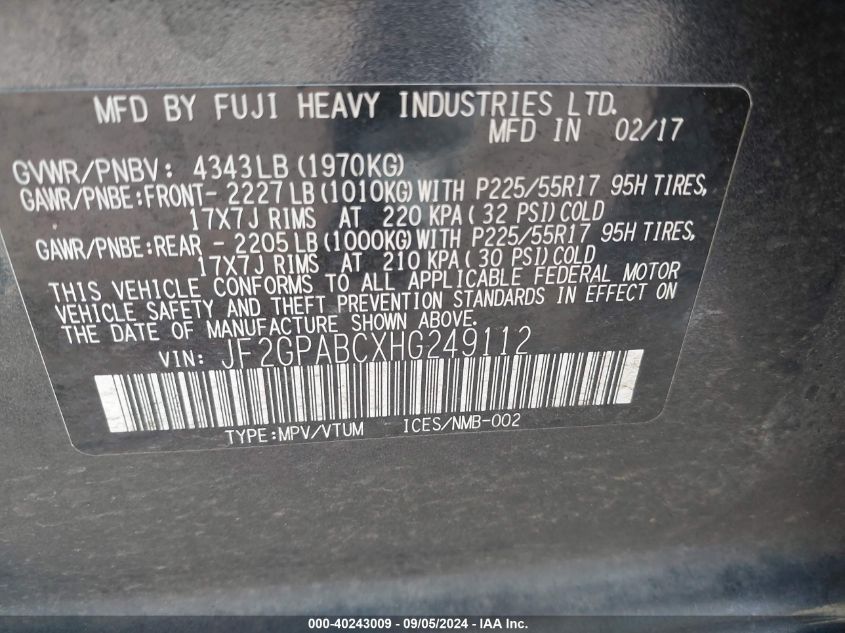 MFD BY FUJI HEAVY INDUSTRIES LTD.
MFD IN 02/17
GVWR/PNBV: 4343LB (1970KG)
GAWR/PNBE:FRONT- 2227 LB (1010KG) WITH P225/55R17 95H TIRES,
17X7J RIMS AT 220 KPA (32 PSI) COLD
GAWR/PNBE:REAR - 2205 LB (1000KG) WITH P225/55R17 95H TIRES,
17X7J RIMS AT 210 KPA (30 PSI) COLD
THIS VEHICLE CONFORMS TO ALL APPLICABLE FEDERAL MOTOR
VEHICLE SAFETY AND THEFT PREVENTION STANDARDS IN EFFECT ON
THE DATE OF MANUFACTURE SHOWN ABOVE.
VIN: JF2GPABCXHG249112
TYPE:MPV/VTUM ICES/NMB-002
000-40243009 - 09/05/2024 - IAA Inc.